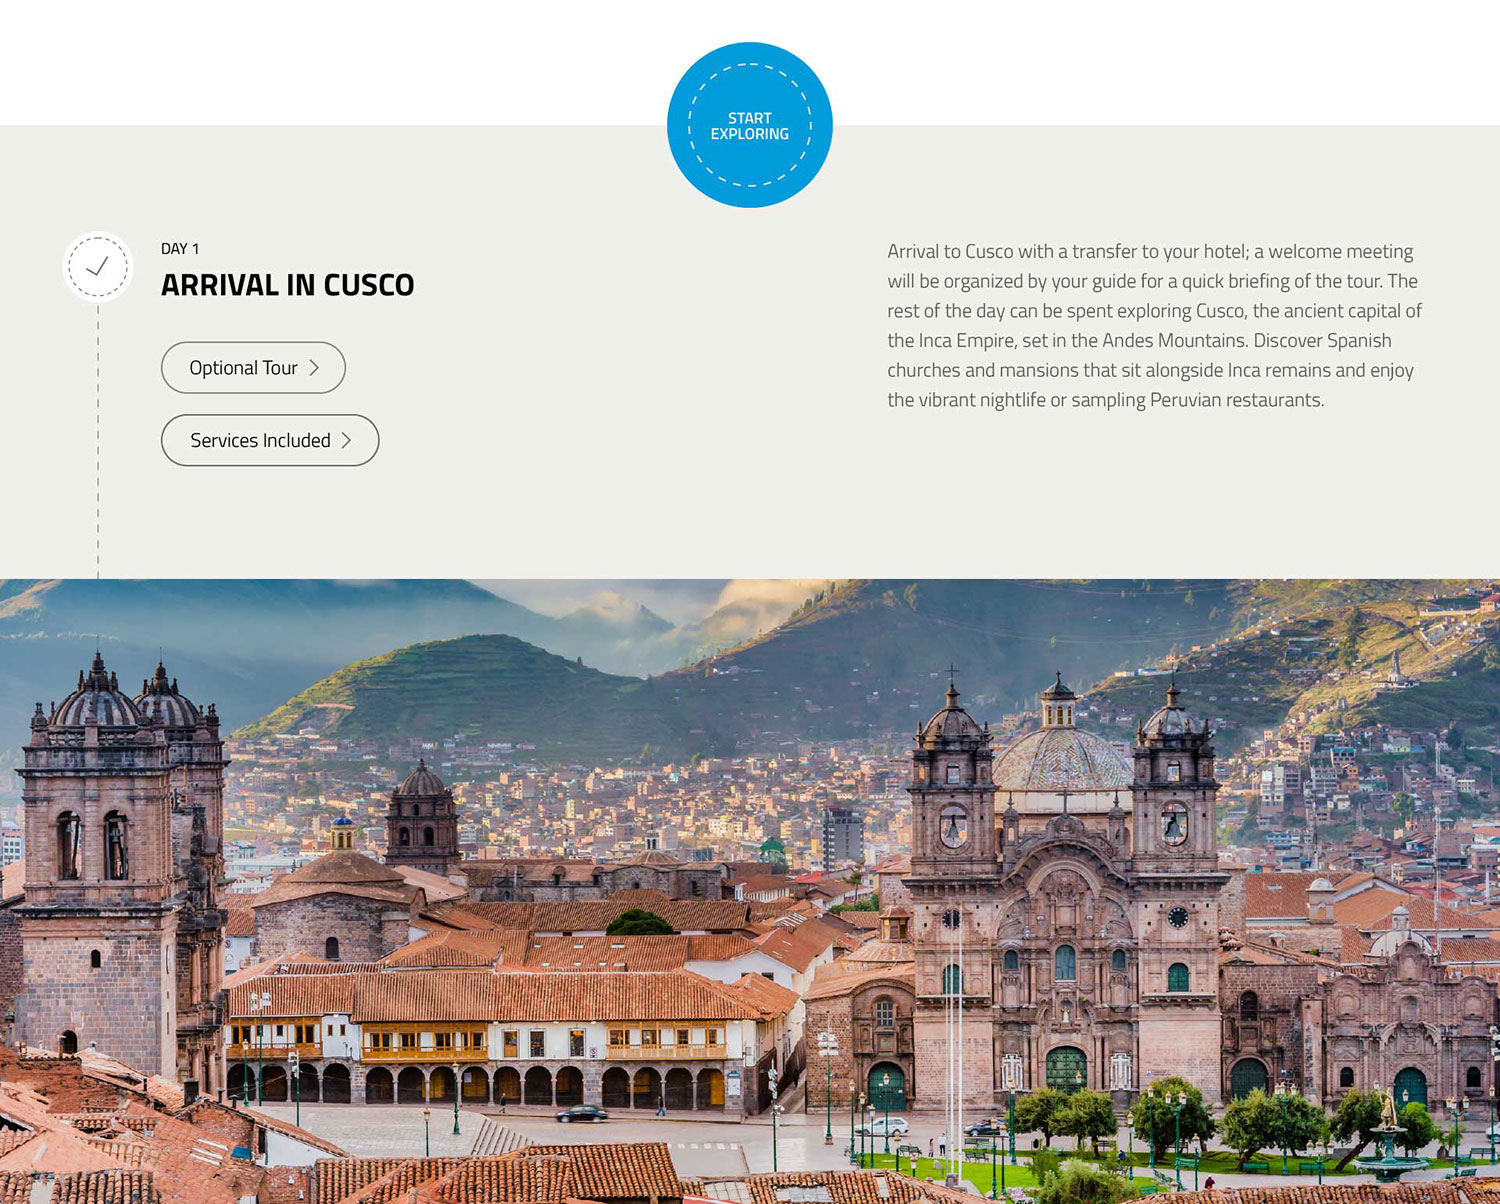 START
EXPLORING
DAY 1
ARRIVAL IN CUSCO
Optional Tour
Services Included
Arrival to Cusco with a transfer to your hotel; a welcome meeting
will be organized by your guide for a quick briefing of the tour. The
rest of the day can be spent exploring Cusco, the ancient capital of
the Inca Empire, set in the Andes Mountains. Discover Spanish
churches and mansions that sit alongside Inca remains and enjoy
the vibrant nightlife or sampling Peruvian restaurants.